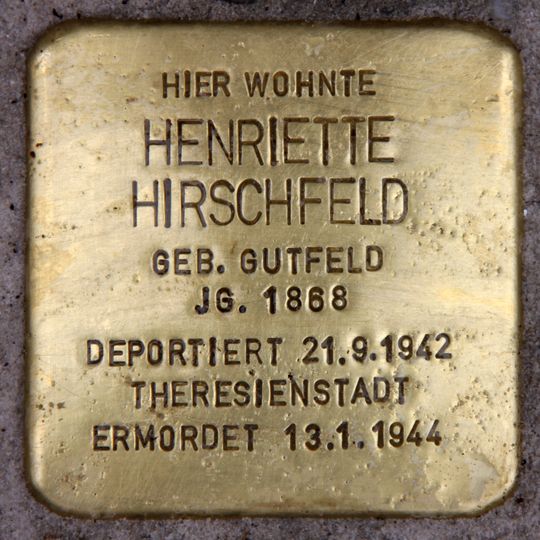 HIER WOHNTE
HENRIETTE
HIRSCHFELD
GEB. GUTFELD
JG. 1868
DEPORTIERT 21.9.1942
THERESIENSTADT
ERMORDET 13.1.1944